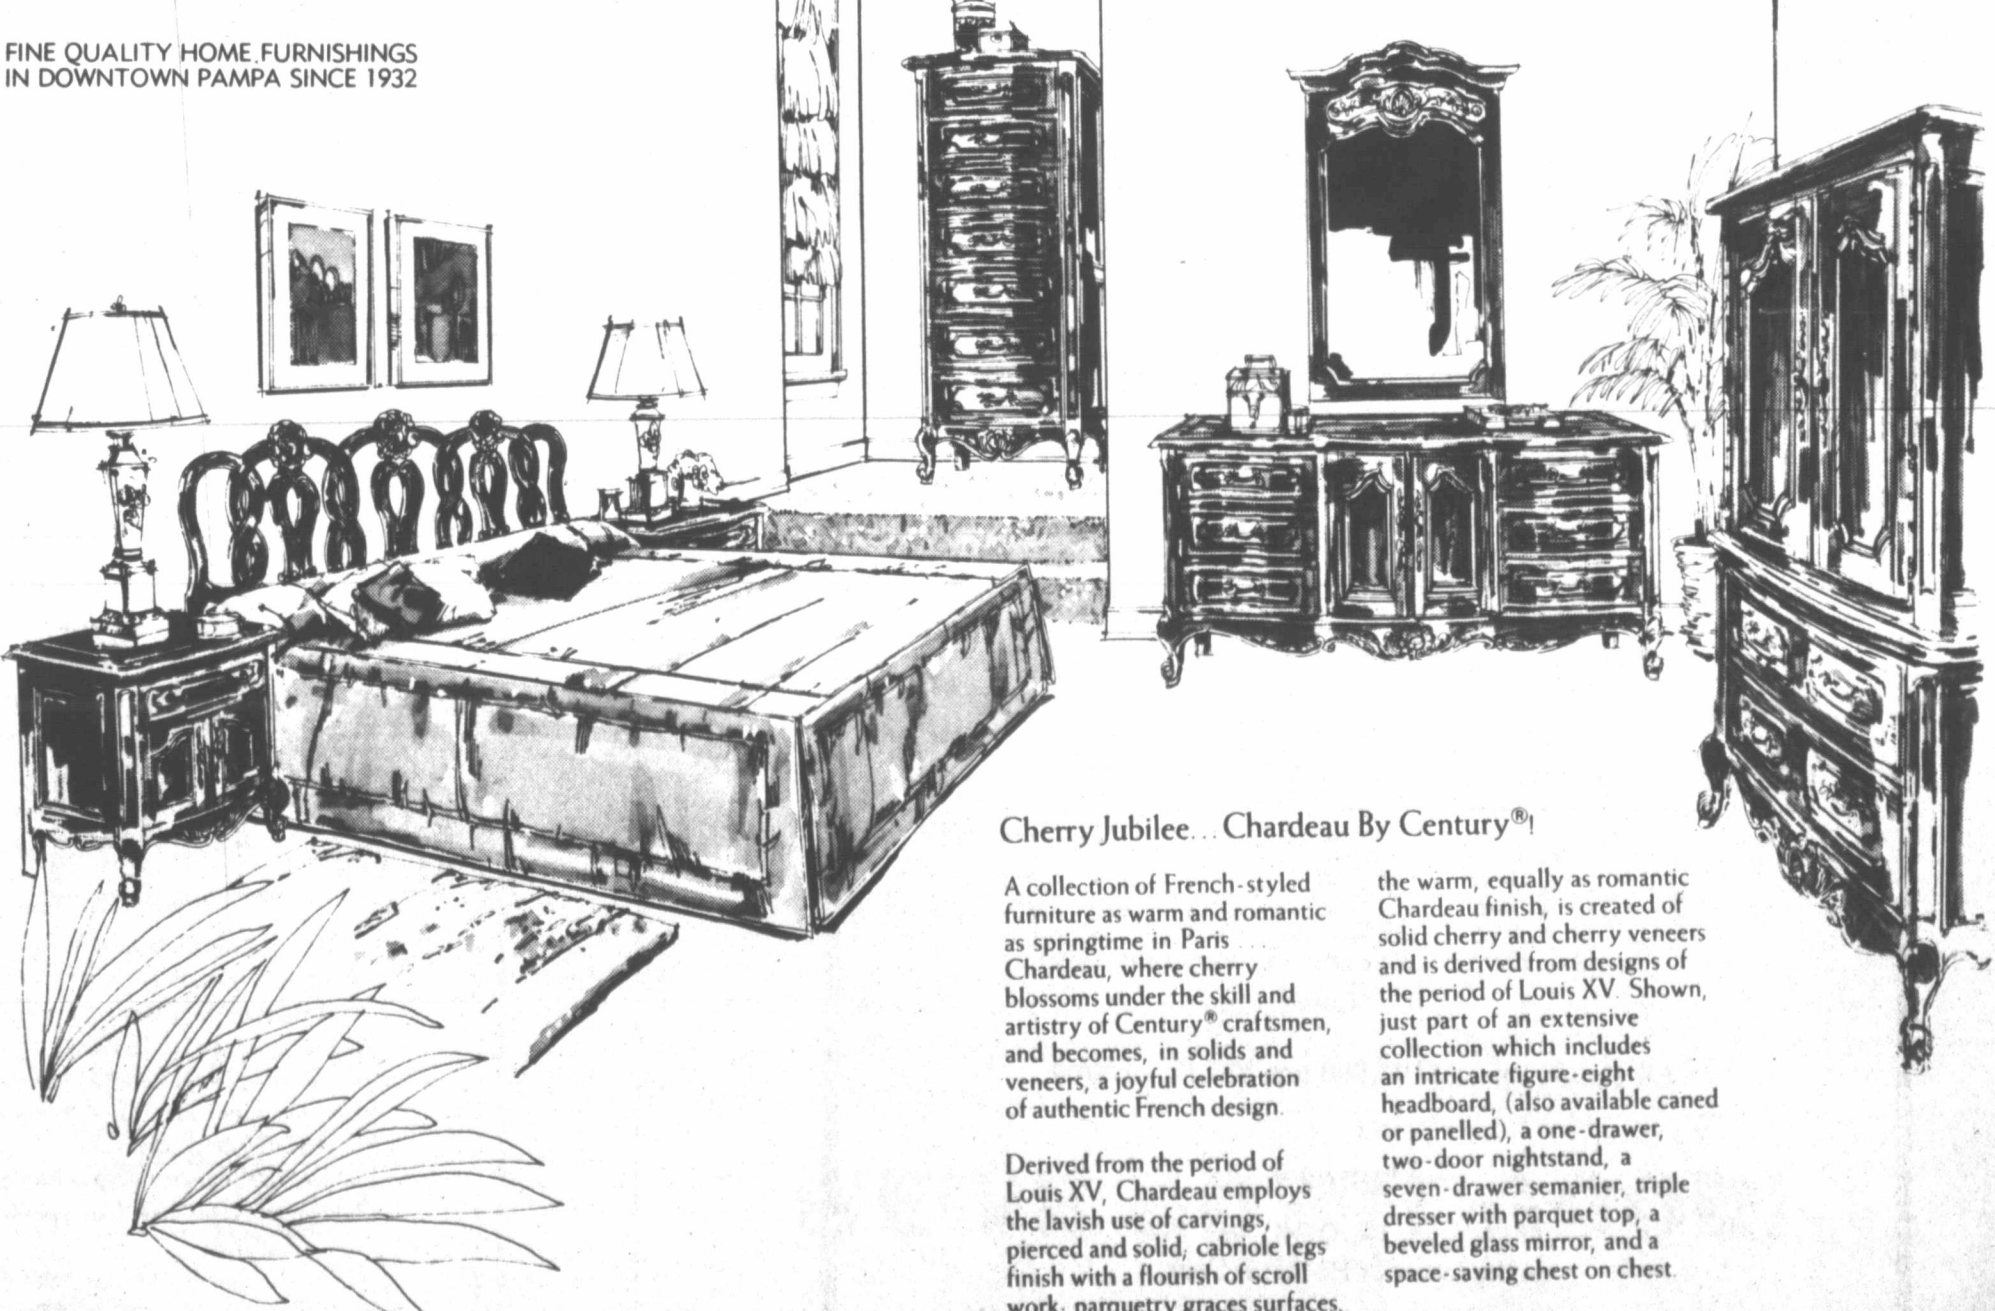 FINE QUALITY HOME FURNISHINGS
IN DOWNTOWN PAMPA SINCE 1932
Cherry Jubilee... Chardeau By Century®!
A collection of French-styled
furniture as warm and romantic
as springtime in Paris ...
Chardeau, where cherry
blossoms under the skill and
artistry of Century® craftsmen,
and becomes, in solids and
veneers, a joyful celebration
of authentic French design.
Derived from the period of
Louis XV, Chardeau employs
the lavish use of carvings,
pierced and solid; cabriole legs
finish with a flourish of scroll
work; parquetry graces surfaces,
the warm, equally as romantic
Chardeau finish, is created of
solid cherry and cherry veneers
and is derived from designs of
the period of Louis XV. Shown,
just part of an extensive
collection which includes
an intricate figure-eight
headboard, (also available caned
or panelled), a one-drawer,
two-door nightstand, a
seven-drawer semanier, triple
dresser with parquet top, a
beveled glass mirror, and a
space-saving chest on chest.